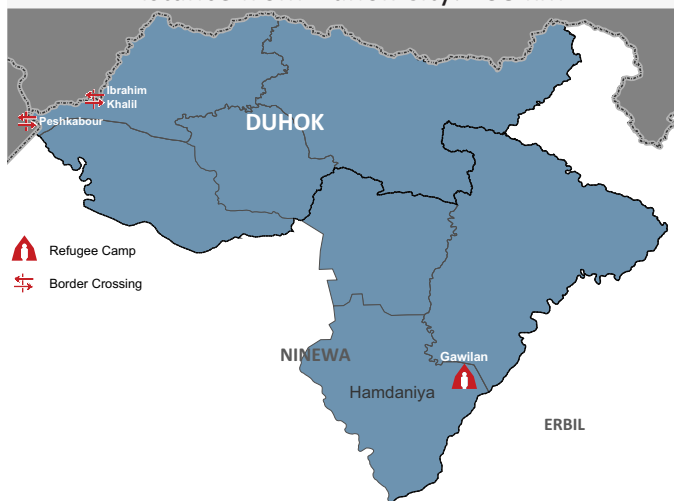 Ibrahim
Khalil
Peshkabour
DUHOK
Refugee Camp
Border Crossing
NINEWA
Gawilan
Hamdaniya
ERBIL